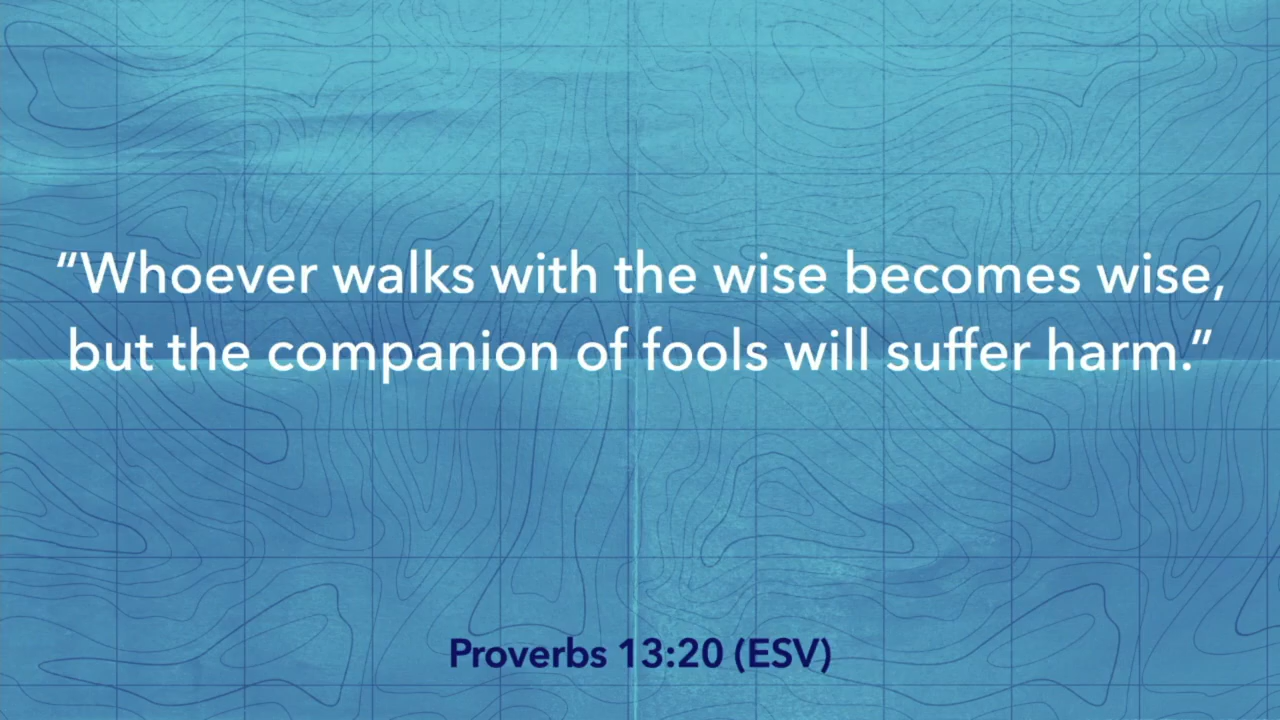 “Whoever walks with the wise becomes wise,
but the companion of fools will suffer harm.”
Proverbs 13:20 (ESV)